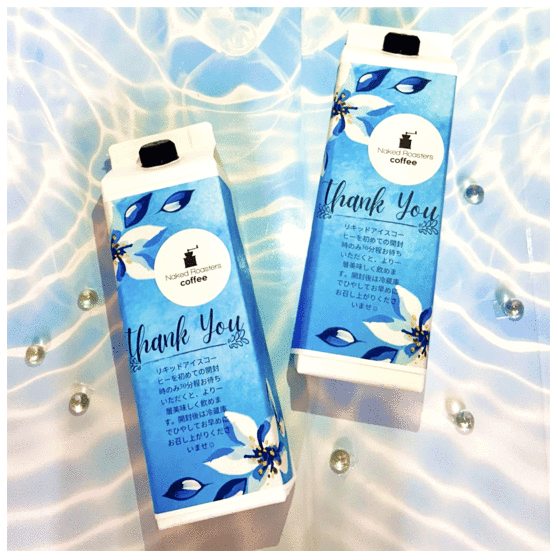 Naked Roasters
coffee
thank You
リキッドアイスコー
ヒーを初めての開封
時のみ30分程お待ち
いただくと、より一
層美味しく飲めま
す。開封後は冷蔵庫
でひやしてお早めに
お召し上がりくださ
いませ☺
Naked Roasters
coffee
thank You
リキッドアイスコー
ヒーを初めての開封
時のみ30分程お待ち
いただくと、より一
層美味しく飲めま
す。開封後は冷蔵庫
でひやしてお早めに
お召し上がりくださ
いませ☺